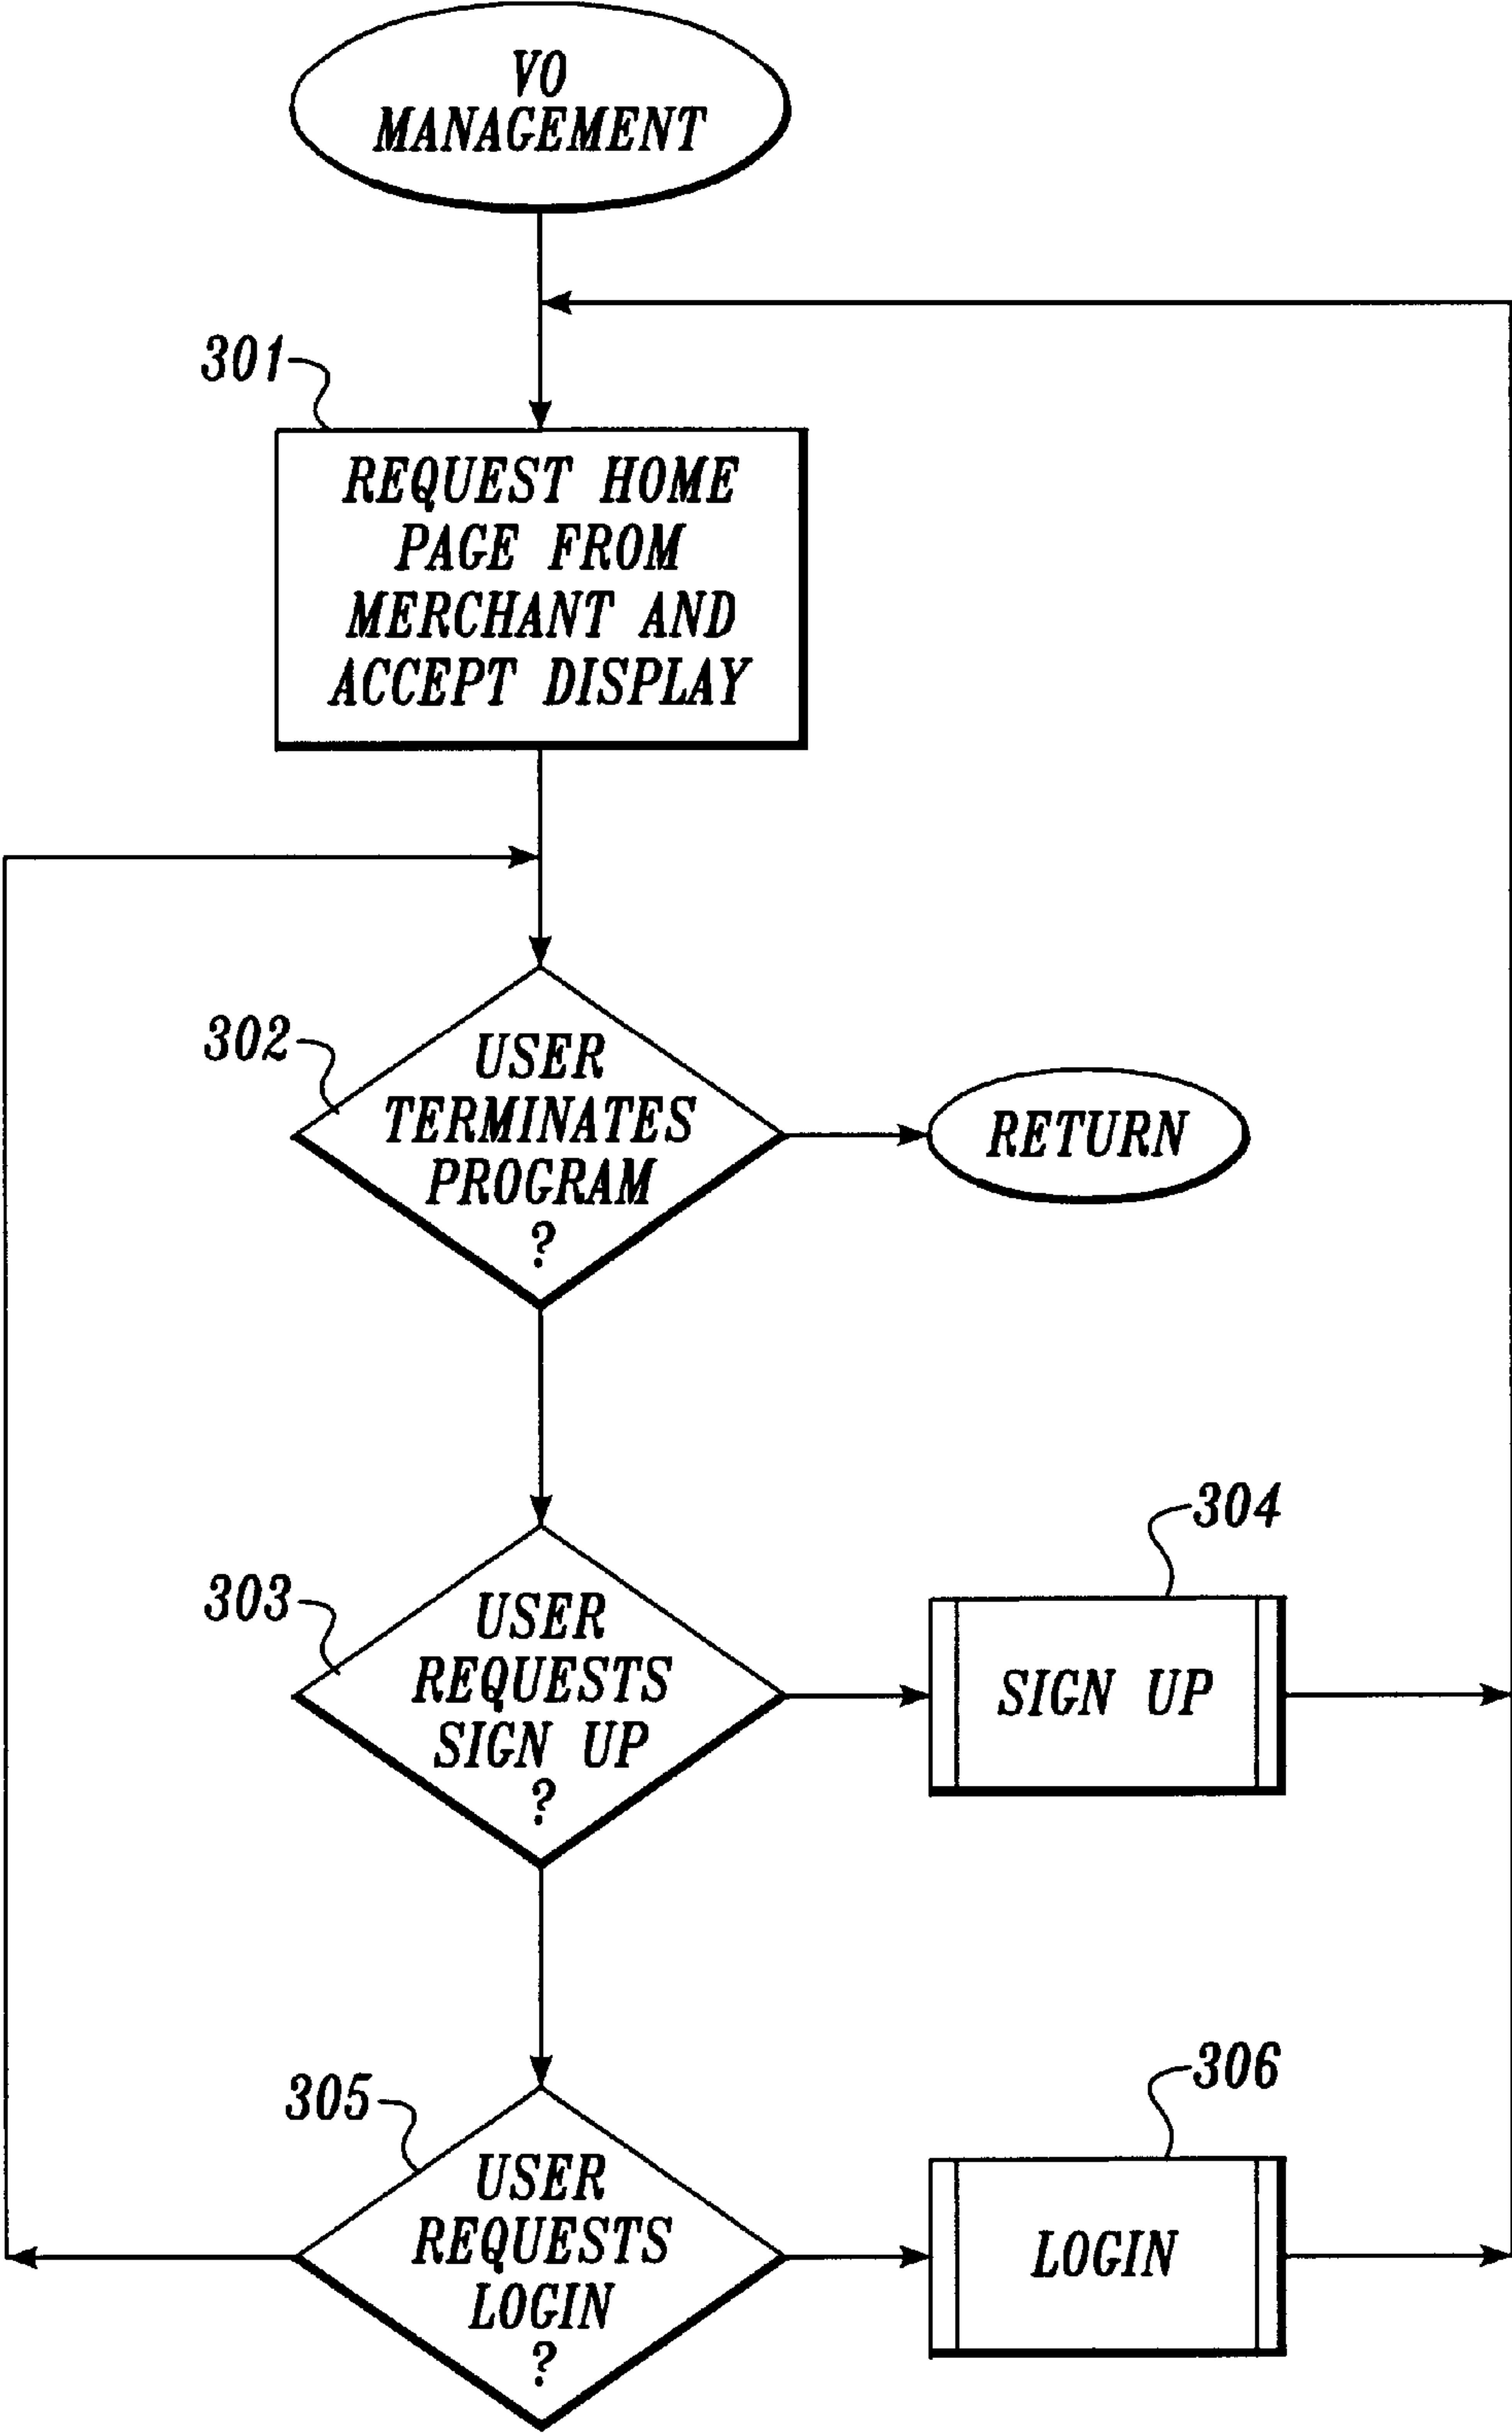 VO
MANAGEMENT
301
REQUEST HOME
PAGE FROM
MERCHANT AND
ACCEPT DISPLAY
302
USER
TERMINATES
PROGRAM
?
RETURN
303
USER
REQUESTS
SIGN UP
?
304
SIGN UP
305
USER
REQUESTS
LOGIN
?
306
LOGIN